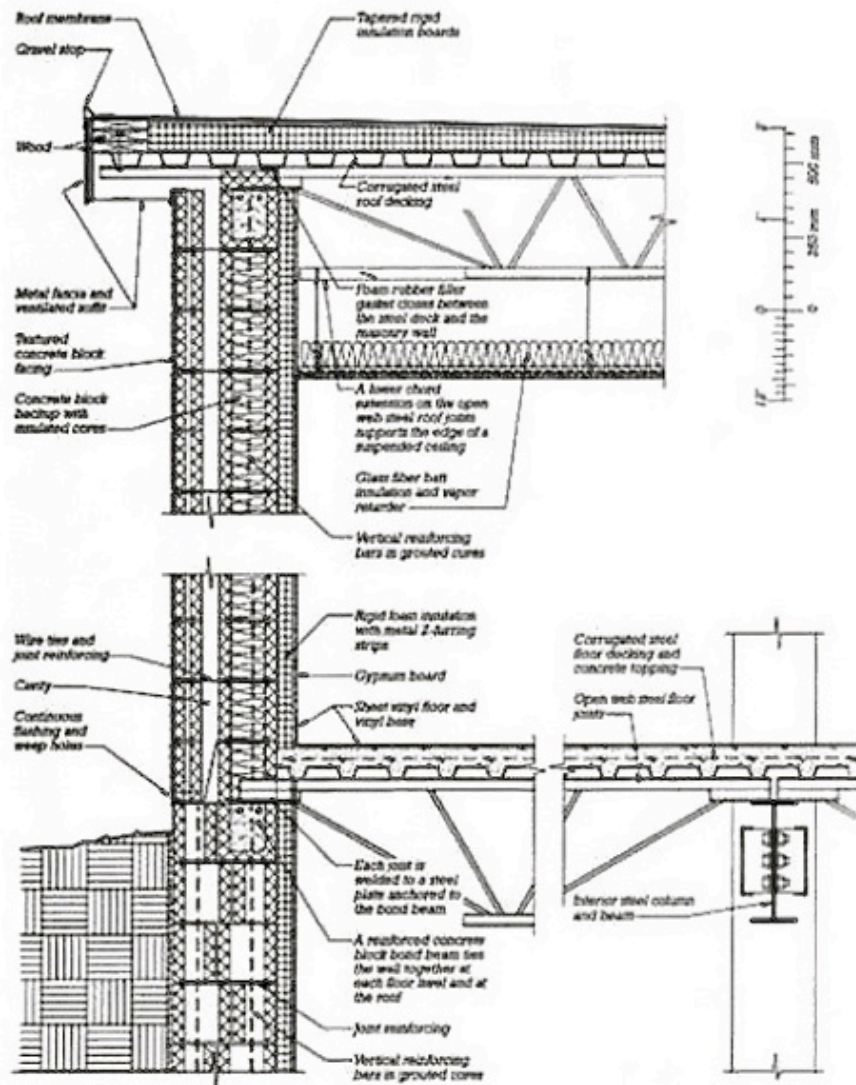 Roof membrane
Gravel stop
Wood
Metal fascia and
ventilated soffit
Textured
concrete block
facing
Concrete block
backup with
insulated cores
Tapered rigid
insulation boards
Corrugated steel
roof decking
Foam rubber filler
gasket closes between
the steel deck and the
masonry wall
A lower chord
extension on the open
web steel roof joists
supports the edge of a
suspended ceiling
Glass fiber batt
insulation and vapor
retarder
Vertical reinforcing
bars in grouted cores
500 mm
250 mm
0
0
1'
12"
Wire ties and
joint reinforcing
Cavity
Continuous
flashing and
weep holes
Rigid foam insulation
with metal Z-furring
strips
Gypsum board
Sheet vinyl floor and
vinyl base
Corrugated steel
floor decking and
concrete topping
Open web steel floor
joists
Each joist is
welded to a steel
plate anchored to
the bond beam
A reinforced concrete
block bond beam ties
the wall together at
each floor level and at
the roof
Joint reinforcing
Vertical reinforcing
bars in grouted cores
Interior steel column
and beam